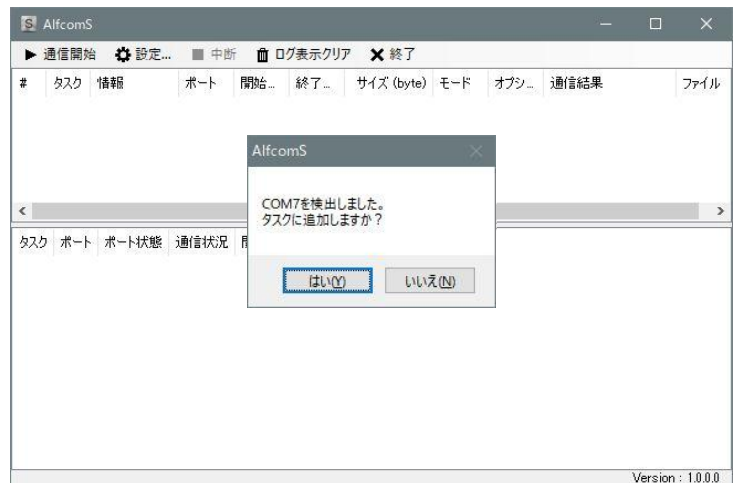 AlfcomS
通信開始 設定... 中断 ログ表示クリア 終了
# タスク 情報 ポート 開始... 終了... サイズ (byte) モード オプシ... 通信結果 ファイル
AlfcomS
COM7を検出しました。
タスクに追加しますか？
はい(Y) いいえ(N)
タスク ポート ポート状態 通信状況
Version : 1.0.0.0